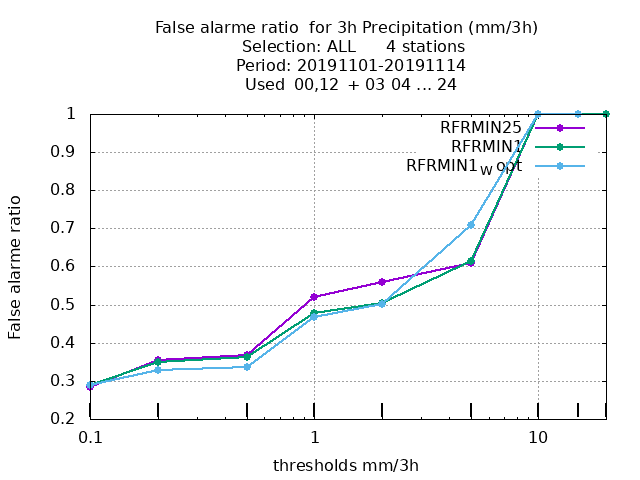 False alarme ratio  for 3h Precipitation (mm/3h)
Selection: ALL      4 stations
Period: 20191101-20191114
Used  00,12  + 03 04 ... 24
1
0.9
0.8
0.7
0.6
0.5
0.4
0.3
0.2
False alarme ratio
RFRMIN25
RFRMIN1
RFRMIN1W opt
0.1
1
10
thresholds mm/3h